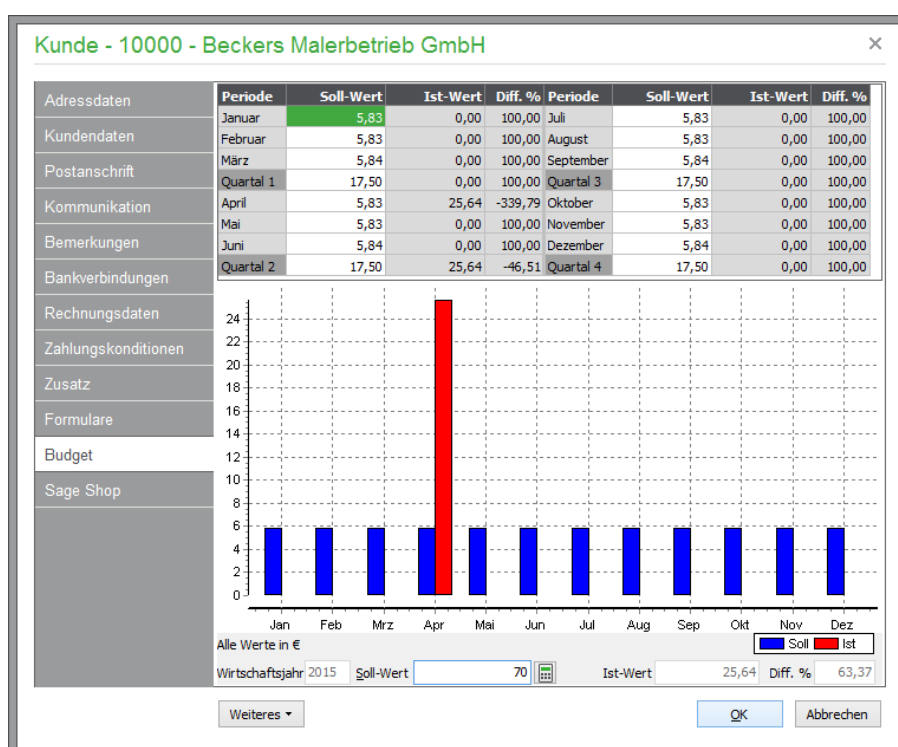 Kunde - 10000 - Beckers Malerbetrieb GmbH
Adressdaten
Kundendaten
Postanschrift
Kommunikation
Bemerkungen
Bankverbindungen
Rechnungsdaten
Zahlungskonditionen
Zusatz
Formulare
Budget
Sage Shop
Periode Soll-Wert Ist-Wert Diff. % Periode Soll-Wert Ist-Wert Diff. %
Januar 5,83 0,00 100,00 Juli 5,83 0,00 100,00
Februar 5,83 0,00 100,00 August 5,83 0,00 100,00
März 5,84 0,00 100,00 September 5,84 0,00 100,00
Quartal 1 17,50 0,00 100,00 Quartal 3 17,50 0,00 100,00
April 5,83 25,64 -339,79 Oktober 5,83 0,00 100,00
Mai 5,83 0,00 100,00 November 5,83 0,00 100,00
Juni 5,84 0,00 100,00 Dezember 5,84 0,00 100,00
Quartal 2 17,50 25,64 -46,51 Quartal 4 17,50 0,00 100,00
24
22
20
18
16
14
12
10
8
6
4
2
0
Jan Feb Mrz Apr Mai Jun Jul Aug Sep Okt Nov Dez
Alle Werte in € Soll Ist
Wirtschaftsjahr 2015 Soll-Wert 70 Ist-Wert 25,64 Diff. % 63,37
Weiteres OK Abbrechen